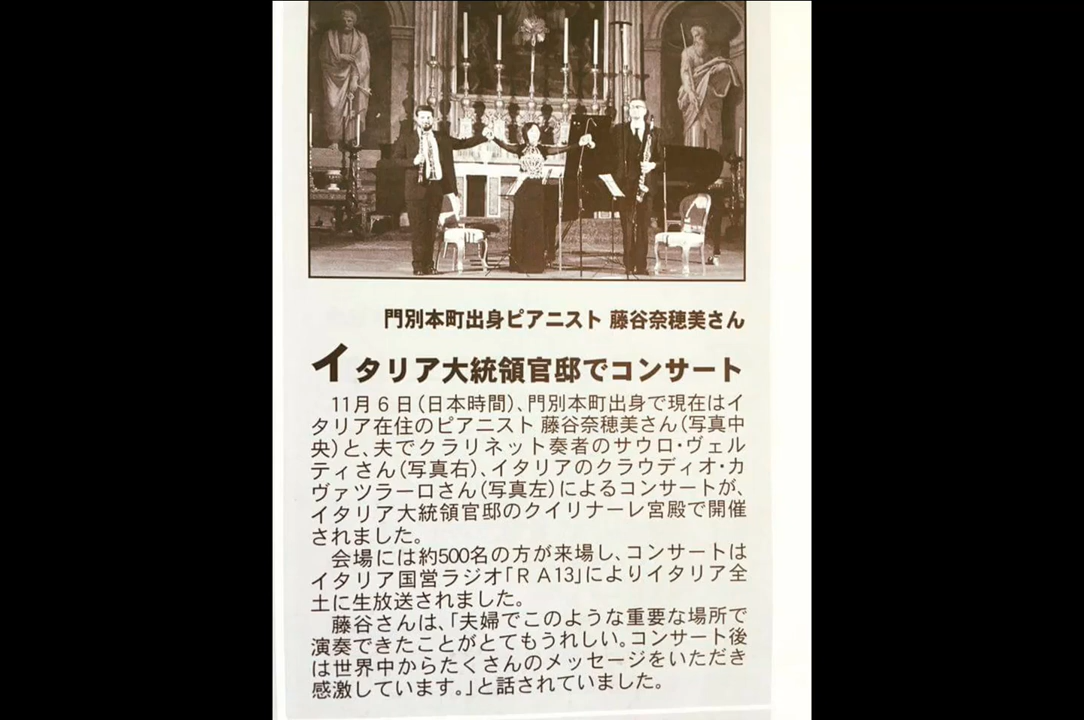 門別本町出身ピアニスト 藤谷奈穂美さん
イタリア大統領官邸でコンサート
11月6日(日本時間)、門別本町出身で現在はイ
タリア在住のピアニスト 藤谷奈穂美さん(写真中
央)と、夫でクラリネット奏者のサウロ・ヴェル
ティさん(写真右)、イタリアのクラウディオ・カ
ヴァツラーロさん(写真左)によるコンサートが、
イタリア大統領官邸のクイリナーレ宮殿で開催
されました。
会場には約500名の方が来場し、コンサートは
イタリア国営ラジオ「RA13」によりイタリア全
土に生放送されました。
藤谷さんは、「夫婦でこのような重要な場所で
演奏できたことがとてもうれしい。コンサート後
は世界中からたくさんのメッセージをいただき
感激しています。」と話されていました。